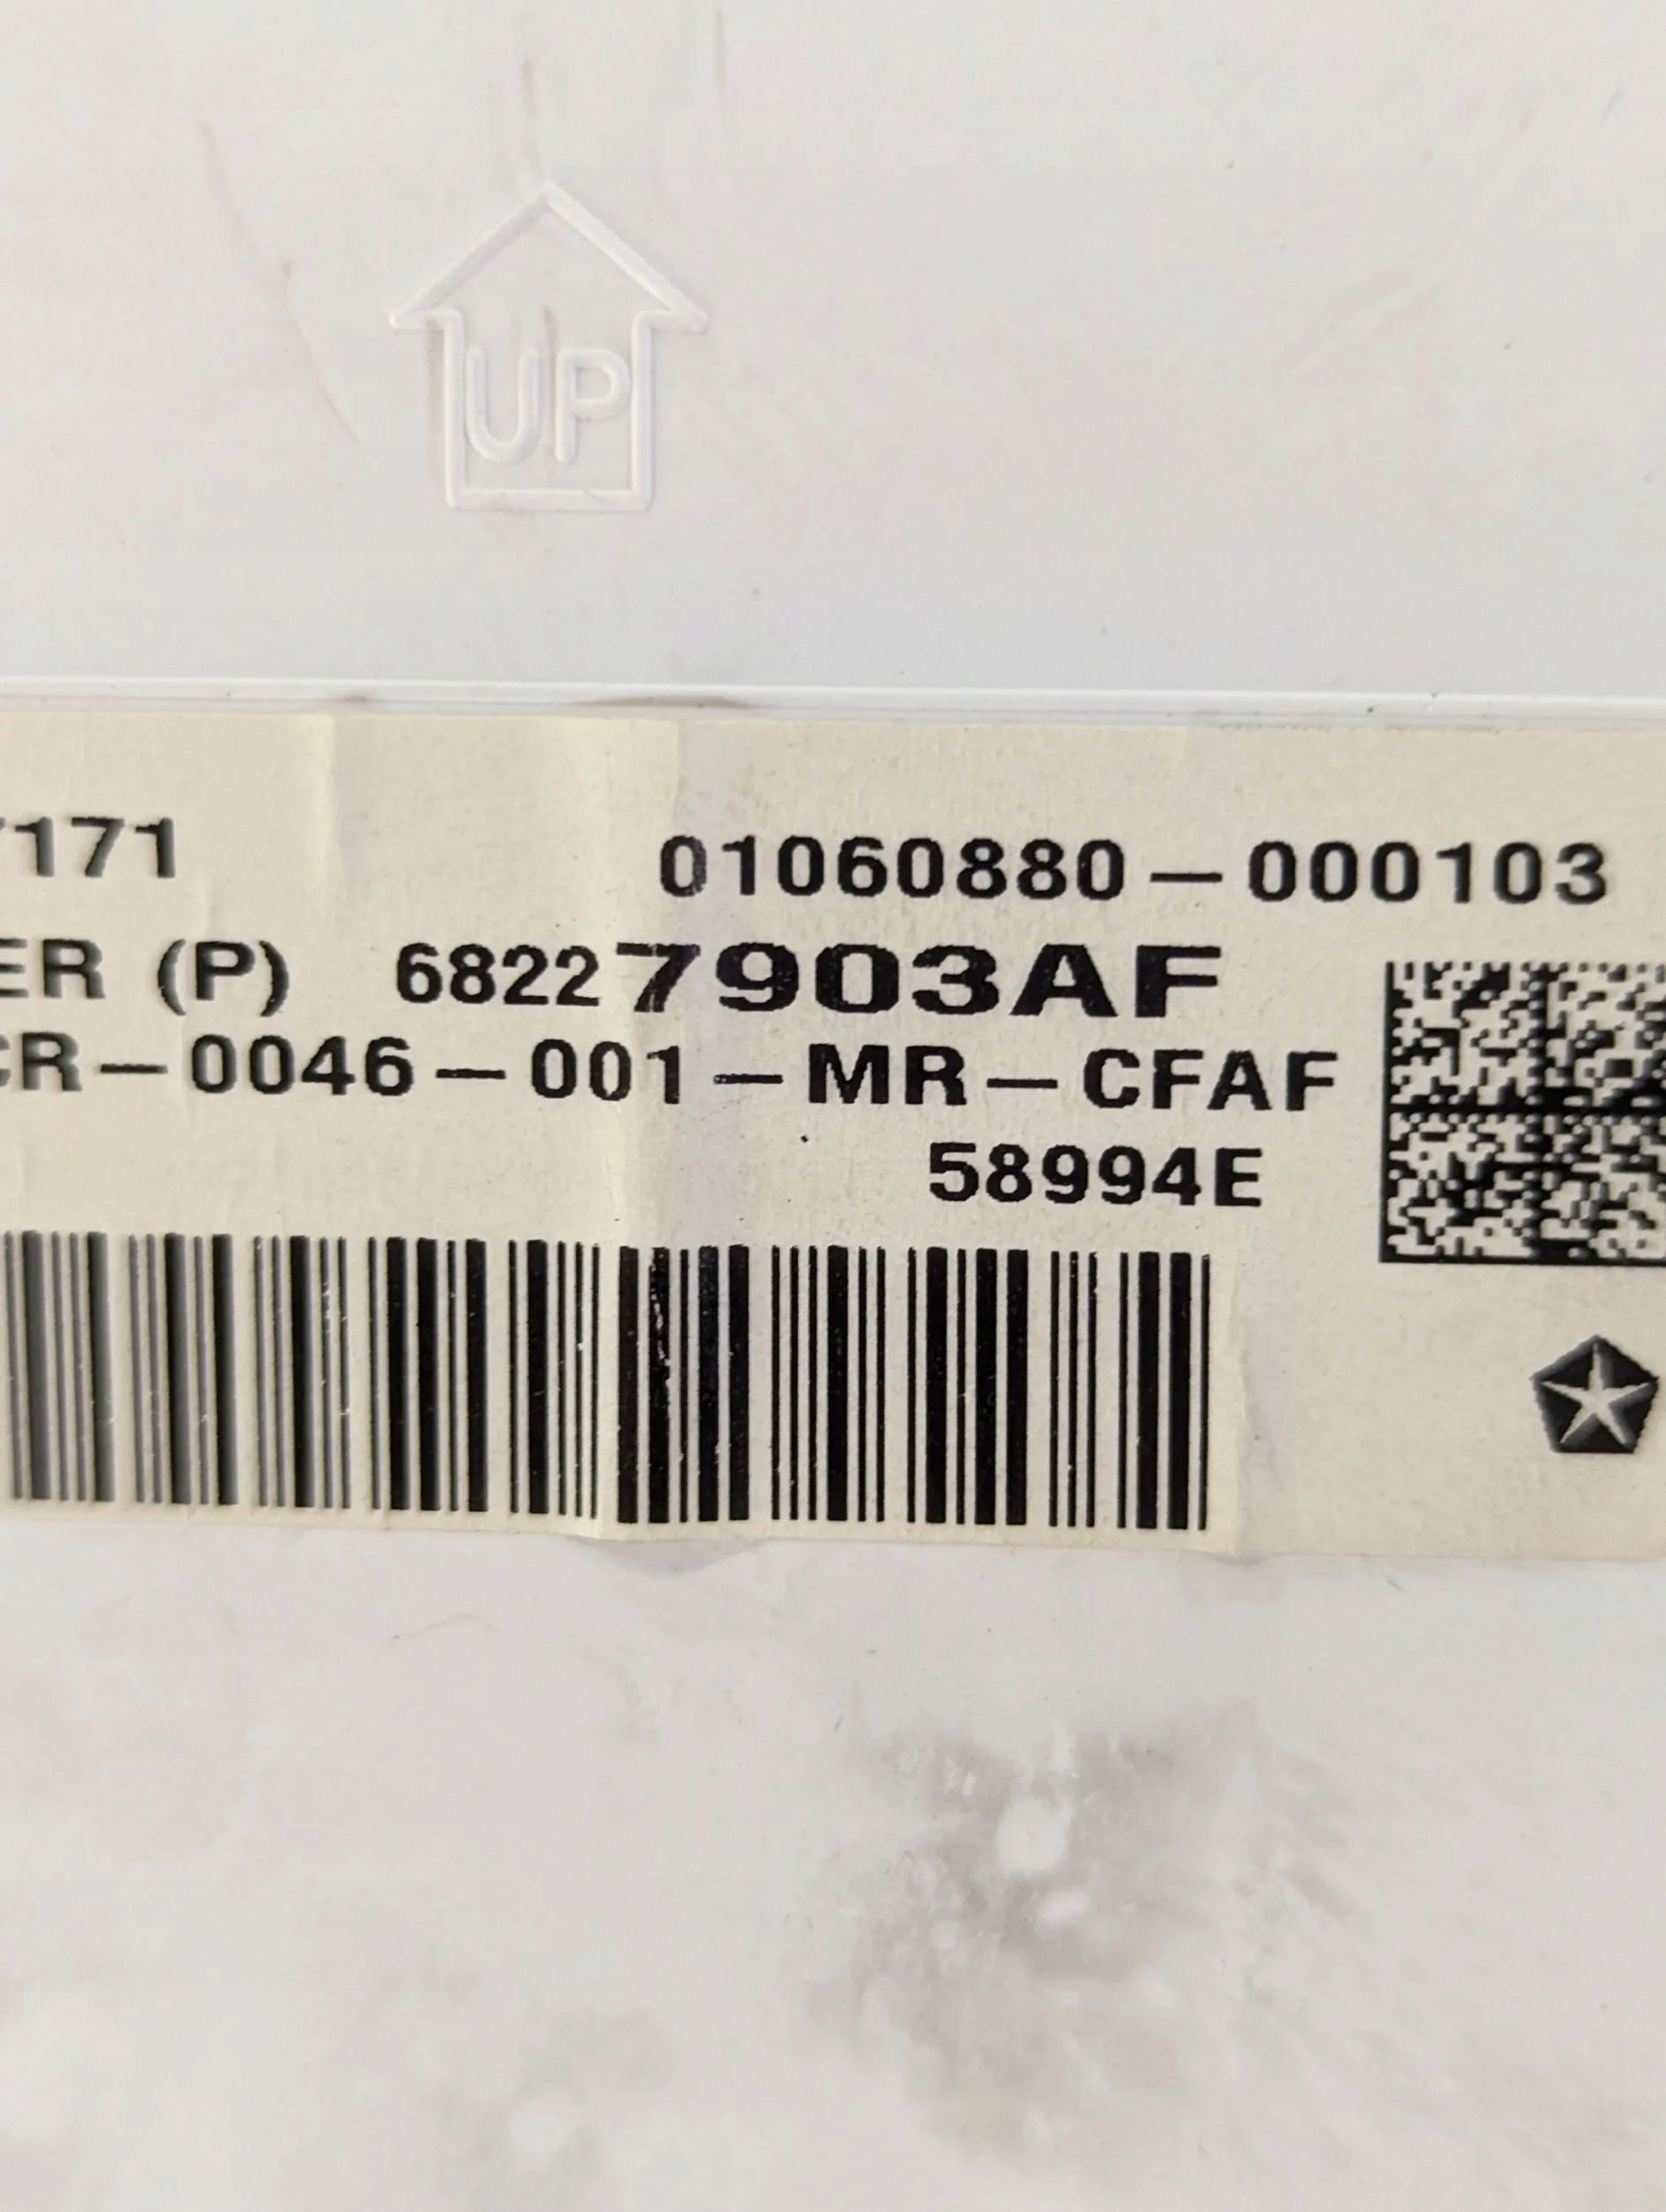 UP
7171
01060880-000103
ER (P) 68227903AF
CR-0046-001-MR-CFAF
58994E